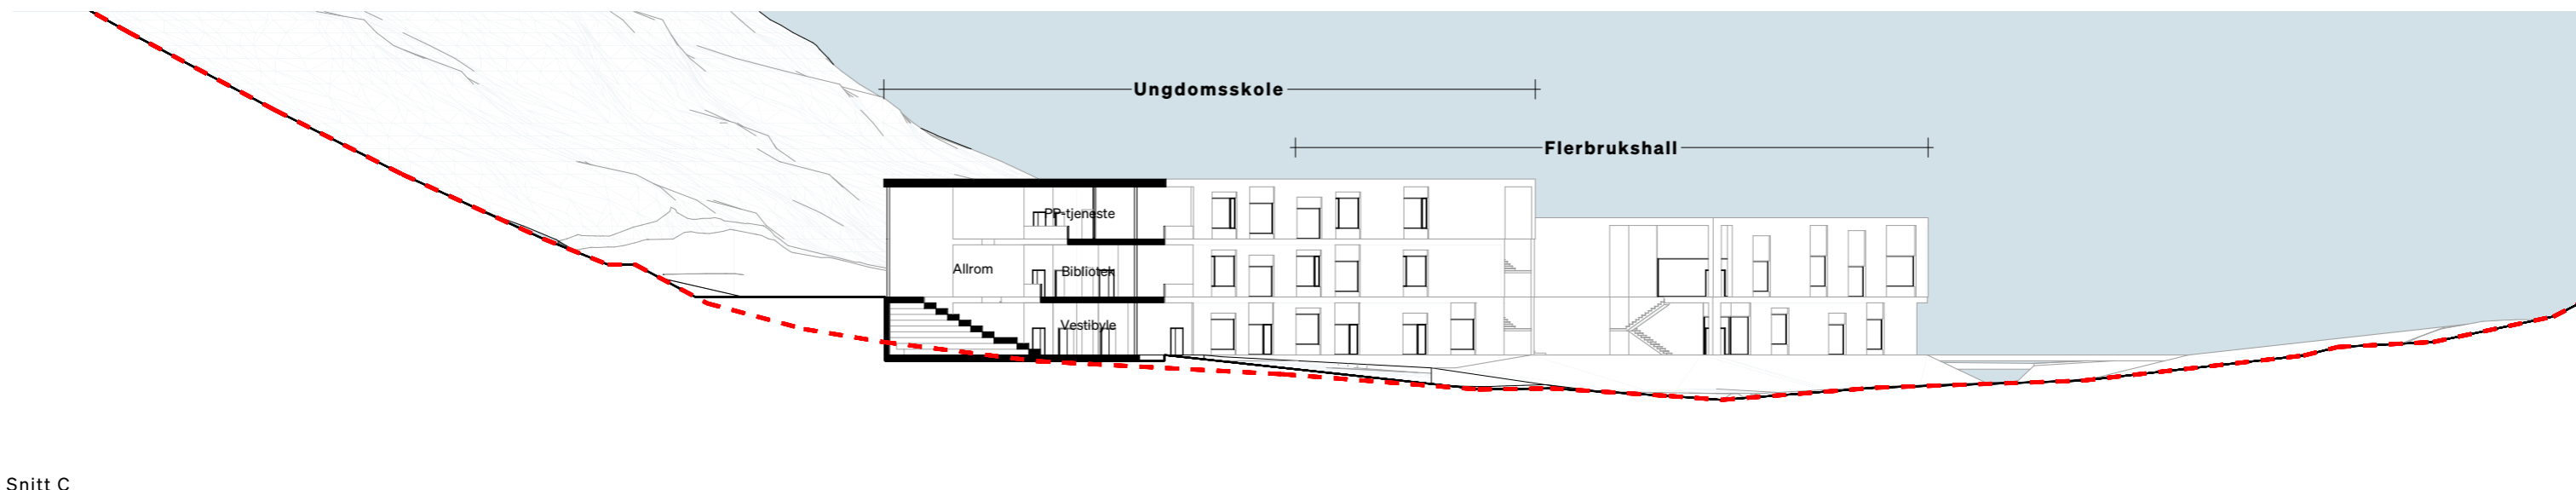 Ungdomsskole
Flerbrukshall
PP-tjeneste
Allrom
Bibliotek
Vestibyle
Snitt C